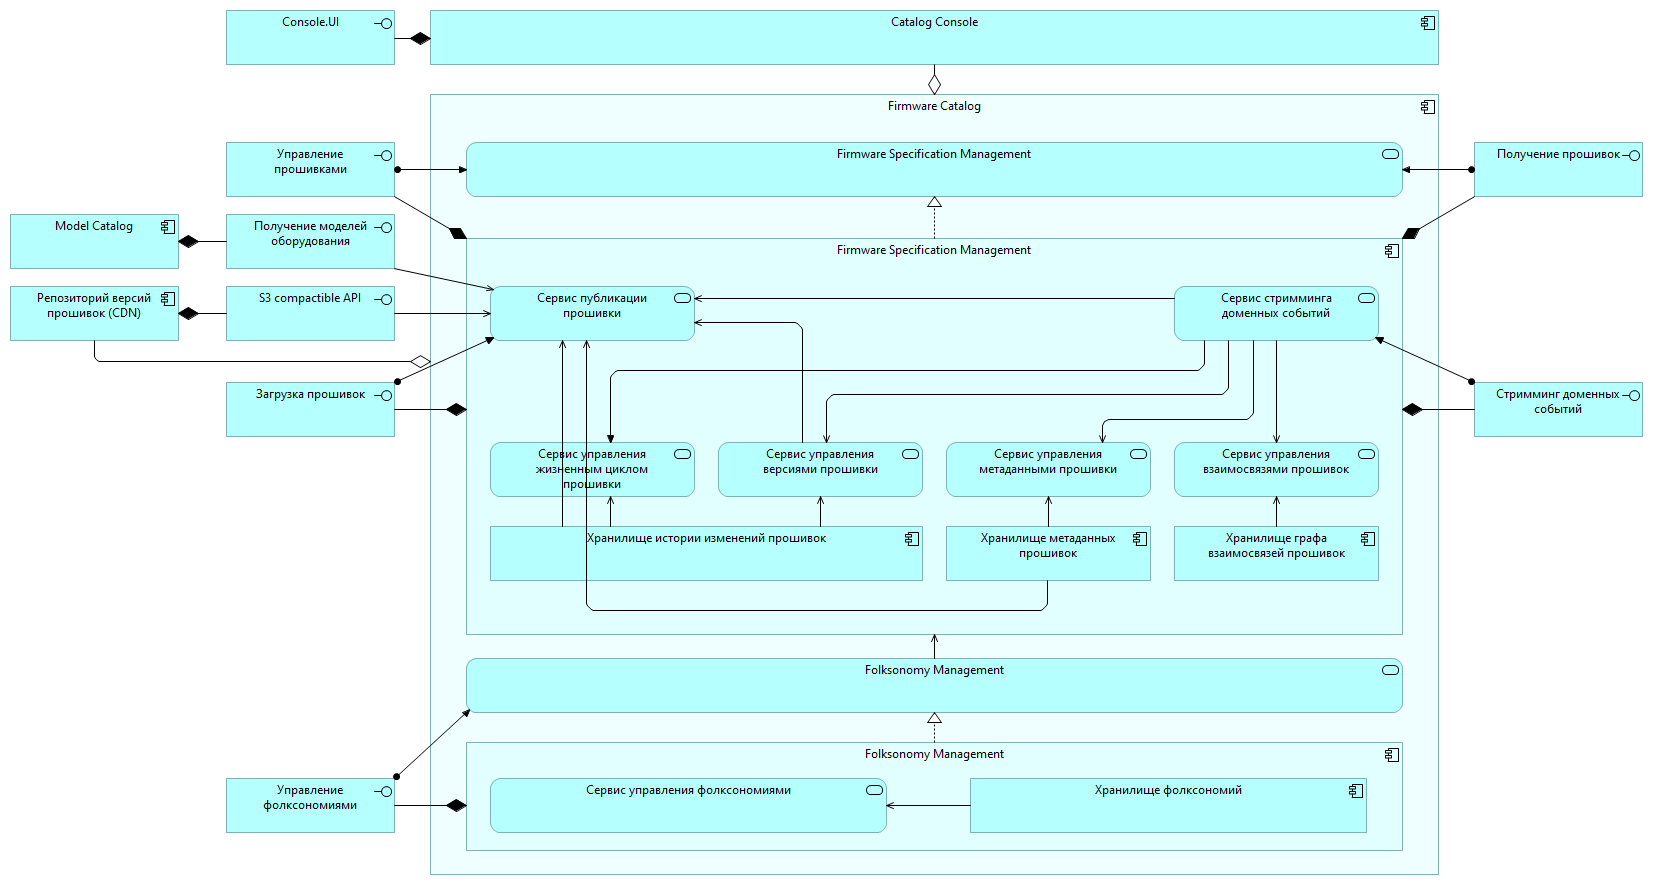 Console.UI
Catalog Console
Firmware Catalog
Управление
прошивками
Firmware Specification Management
Получение прошивок
Model Catalog
Получение моделей
оборудования
Firmware Specification Management
Репозиторий версий
прошивок (CDN)
S3 compactible API
Сервис публикации
прошивки
Сервис стримминга
доменных событий
Загрузка прошивок
Стримминг доменных
событий
Сервис управления
жизненным циклом
прошивки
Сервис управления
версиями прошивки
Сервис управления
метаданными прошивки
Сервис управления
взаимосвязями прошивок
Хранилище истории изменений прошивок
Хранилище метаданных
прошивок
Хранилище графа
взаимосвязей прошивок
Folksonomy Management
Folksonomy Management
Управление
фолксономиями
Сервис управления фолксономиями
Хранилище фолксономий